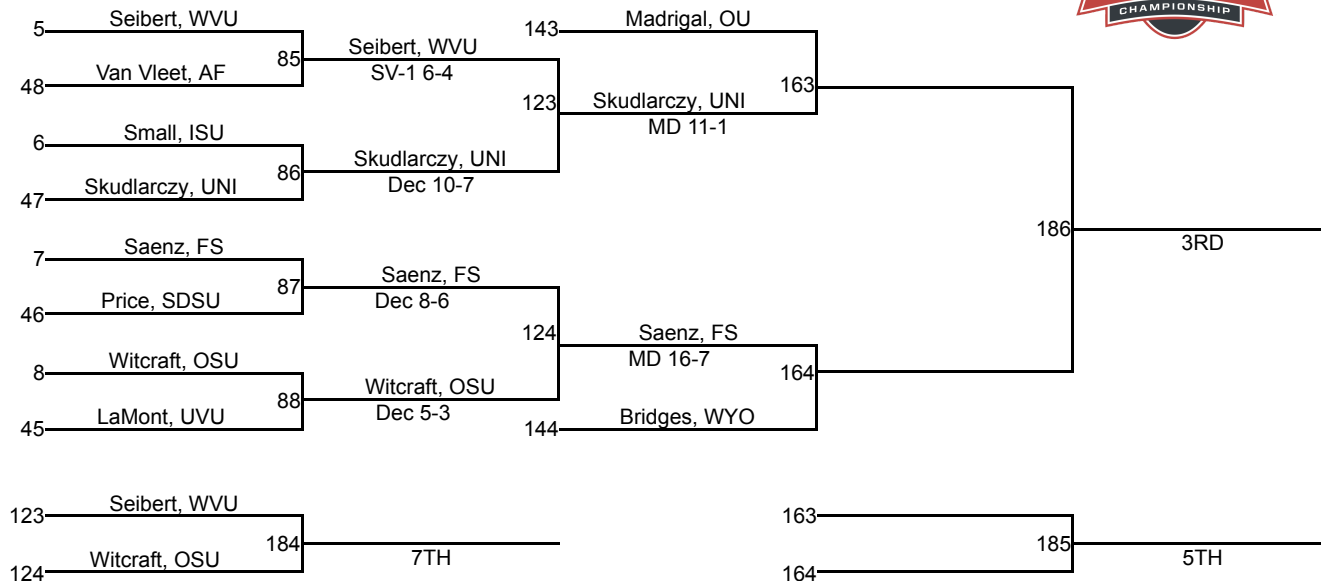 CHAMPIONSHIP
5 Seibert, WVU
85
48 Van Vleet, AF
Seibert, WVU
SV-1 6-4
6 Small, ISU
86
47 Skudlarczy, UNI
Skudlarczy, UNI
Dec 10-7
123
143 Madrigal, OU
Skudlarczy, UNI
MD 11-1
163
7 Saenz, FS
87
46 Price, SDSU
Saenz, FS
Dec 8-6
8 Witcraft, OSU
88
45 LaMont, UVU
Witcraft, OSU
Dec 5-3
124
Saenz, FS
MD 16-7
164
144 Bridges, WYO
186
3RD
123 Seibert, WVU
184
124 Witcraft, OSU
7TH
163
185
164
5TH